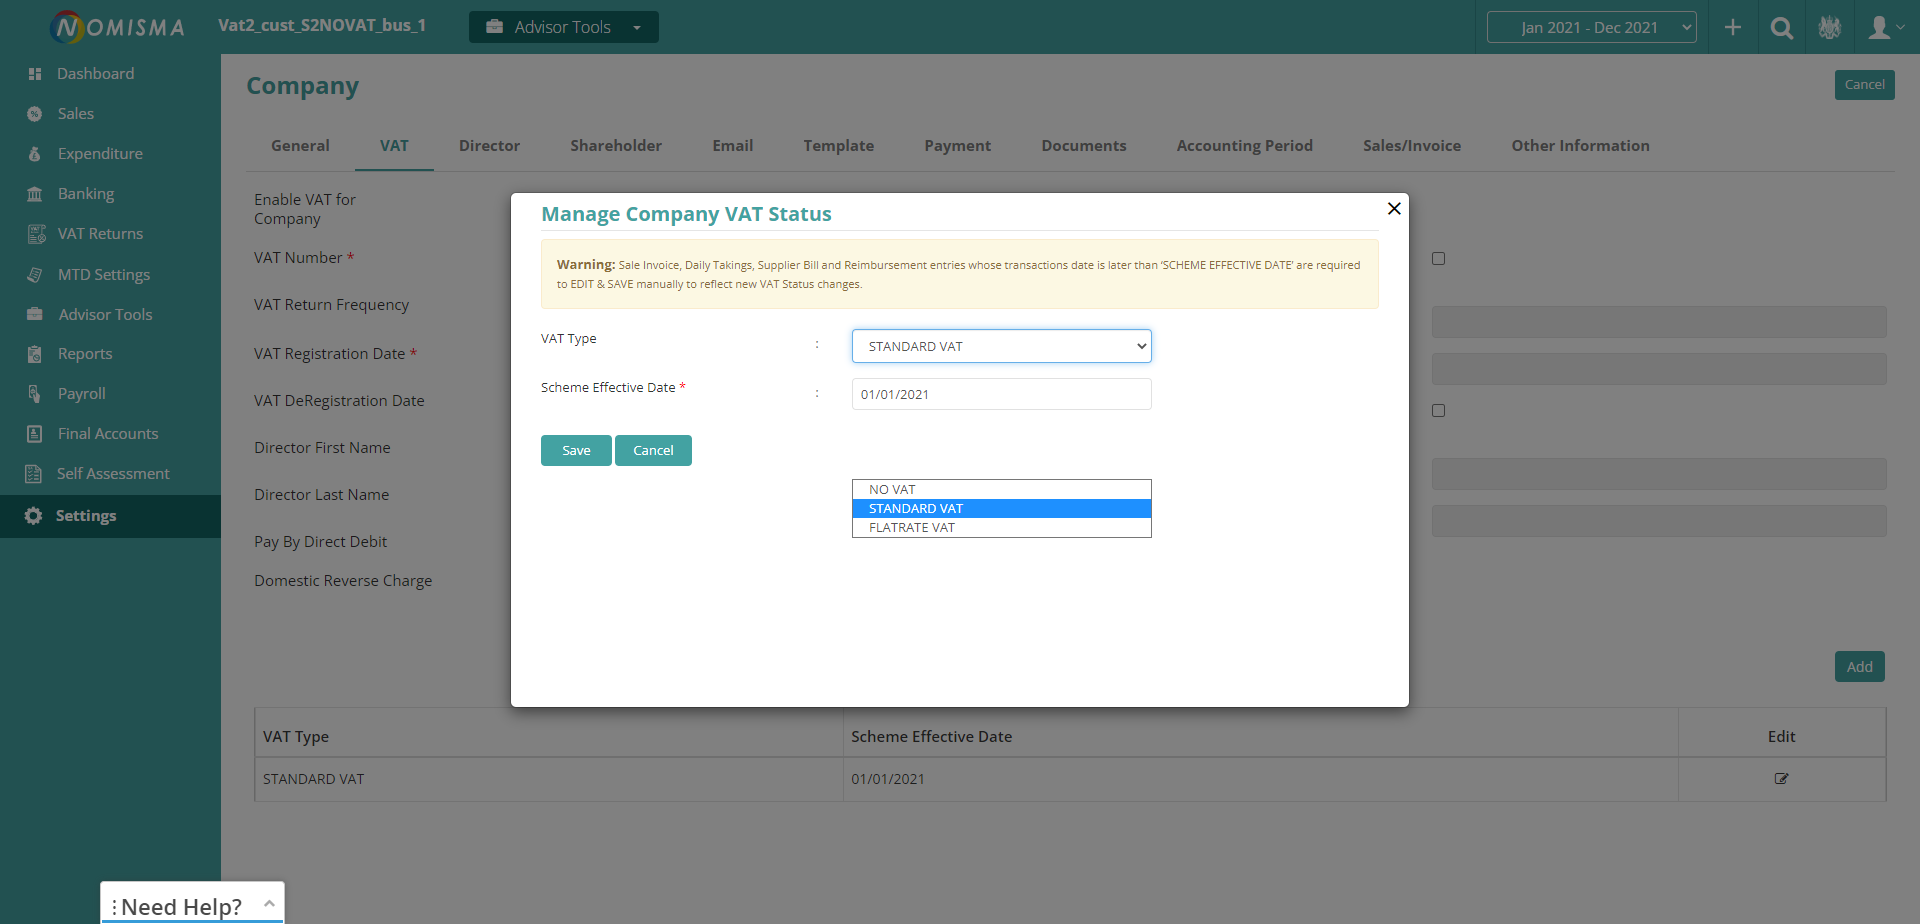 NOMISMA
Vat2_cust_S2NOVAT_bus_1
Advisor Tools
Jan 2021 - Dec 2021
Dashboard
Sales
Expenditure
Banking
VAT Returns
MTD Settings
Advisor Tools
Reports
Payroll
Final Accounts
Self Assessment
Settings
Company
Cancel
General
VAT
Director
Shareholder
Email
Template
Payment
Documents
Accounting Period
Sales/Invoice
Other Information
Enable VAT for
Company
VAT Number *
VAT Return Frequency
VAT Registration Date *
VAT DeRegistration Date
Director First Name
Director Last Name
Pay By Direct Debit
Domestic Reverse Charge
Manage Company VAT Status
Warning: Sale Invoice, Daily Takings, Supplier Bill and Reimbursement entries whose transactions date is later than 'SCHEME EFFECTIVE DATE' are required
to EDIT & SAVE manually to reflect new VAT Status changes.
VAT Type : STANDARD VAT
Scheme Effective Date * : 01/01/2021
Save
Cancel
NO VAT
STANDARD VAT
FLATRATE VAT
Add
VAT Type
Scheme Effective Date
Edit
STANDARD VAT
01/01/2021
Need Help?